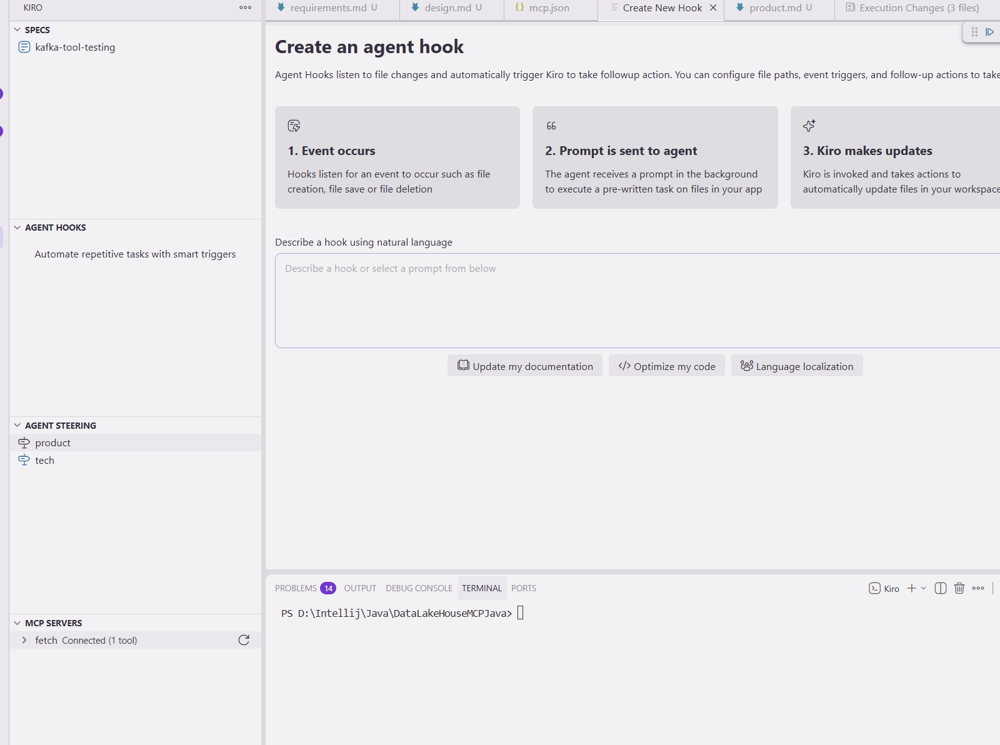 KIRO
SPECS
kafka-tool-testing
AGENT HOOKS
Automate repetitive tasks with smart triggers
AGENT STEERING
product
tech
MCP SERVERS
fetch Connected (1 tool)
requirements.md U
design.md U
{} mcp.json
Create New Hook
product.md U
Execution Changes (3 files)
Create an agent hook
Agent Hooks listen to file changes and automatically trigger Kiro to take followup action. You can configure file paths, event triggers, and follow-up actions to take
1. Event occurs
Hooks listen for an event to occur such as file
creation, file save or file deletion
2. Prompt is sent to agent
The agent receives a prompt in the background
to execute a pre-written task on files in your app
3. Kiro makes updates
Kiro is invoked and takes actions to
automatically update files in your workspace
Describe a hook using natural language
Describe a hook or select a prompt from below
Update my documentation
Optimize my code
Language localization
PROBLEMS 14 OUTPUT DEBUG CONSOLE TERMINAL PORTS
Kiro
PS D:\Intellij\Java\DataLakeHouseMCPJava>